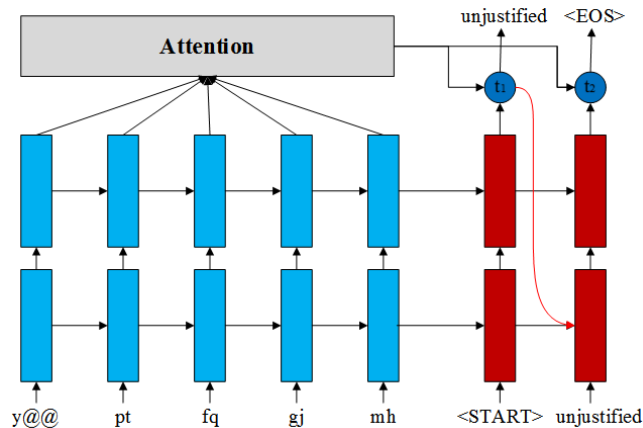 unjustified <EOS>
Attention
t1 t2
y@@ pt fq gj mh <START> unjustified